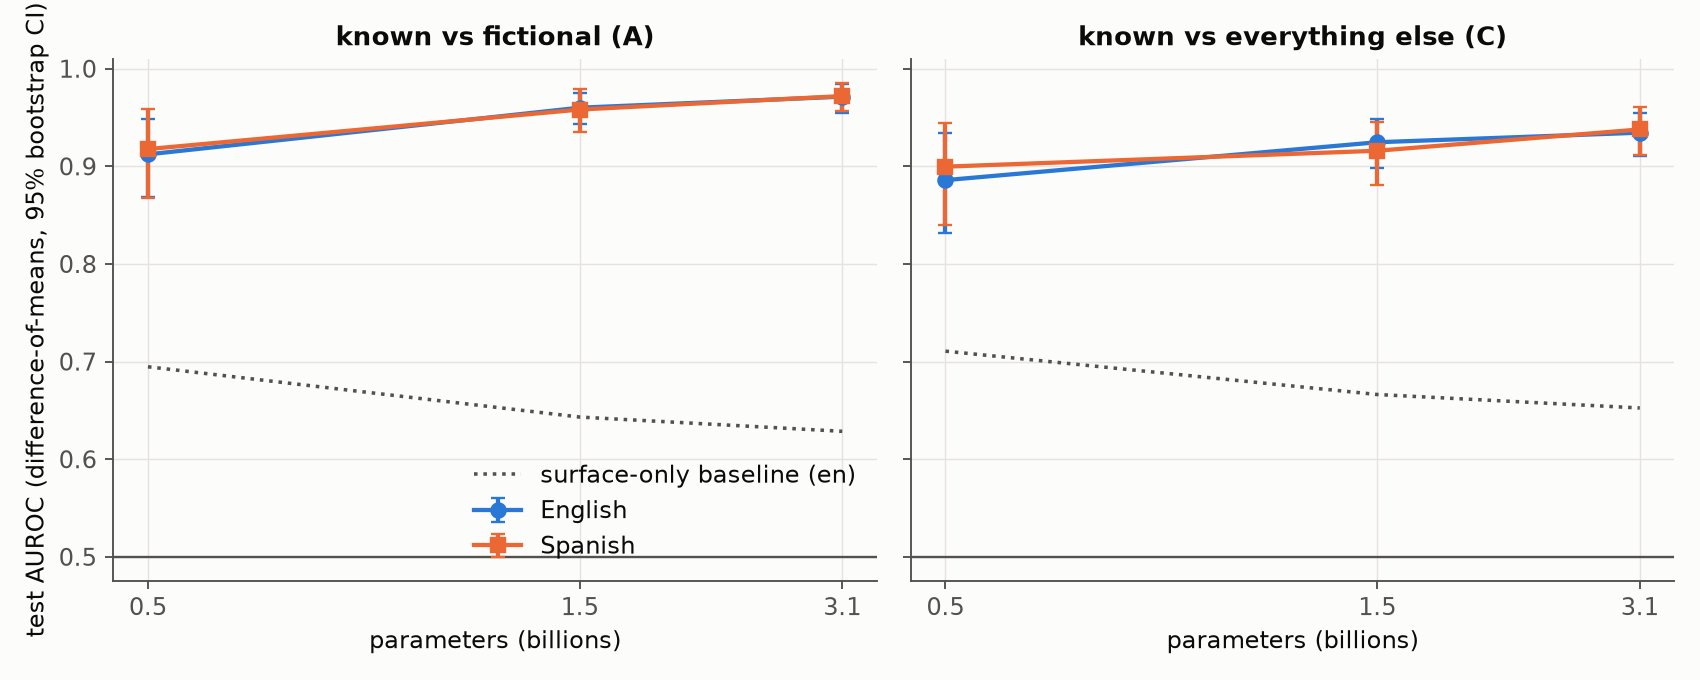 test AUROC (difference-of-means, 95% bootstrap CI)
known vs fictional (A)
1.0
0.9
0.8
0.7
0.6
0.5
surface-only baseline (en)
English
Spanish
0.5 1.5 3.1
parameters (billions)
known vs everything else (C)
0.5 1.5 3.1
parameters (billions)